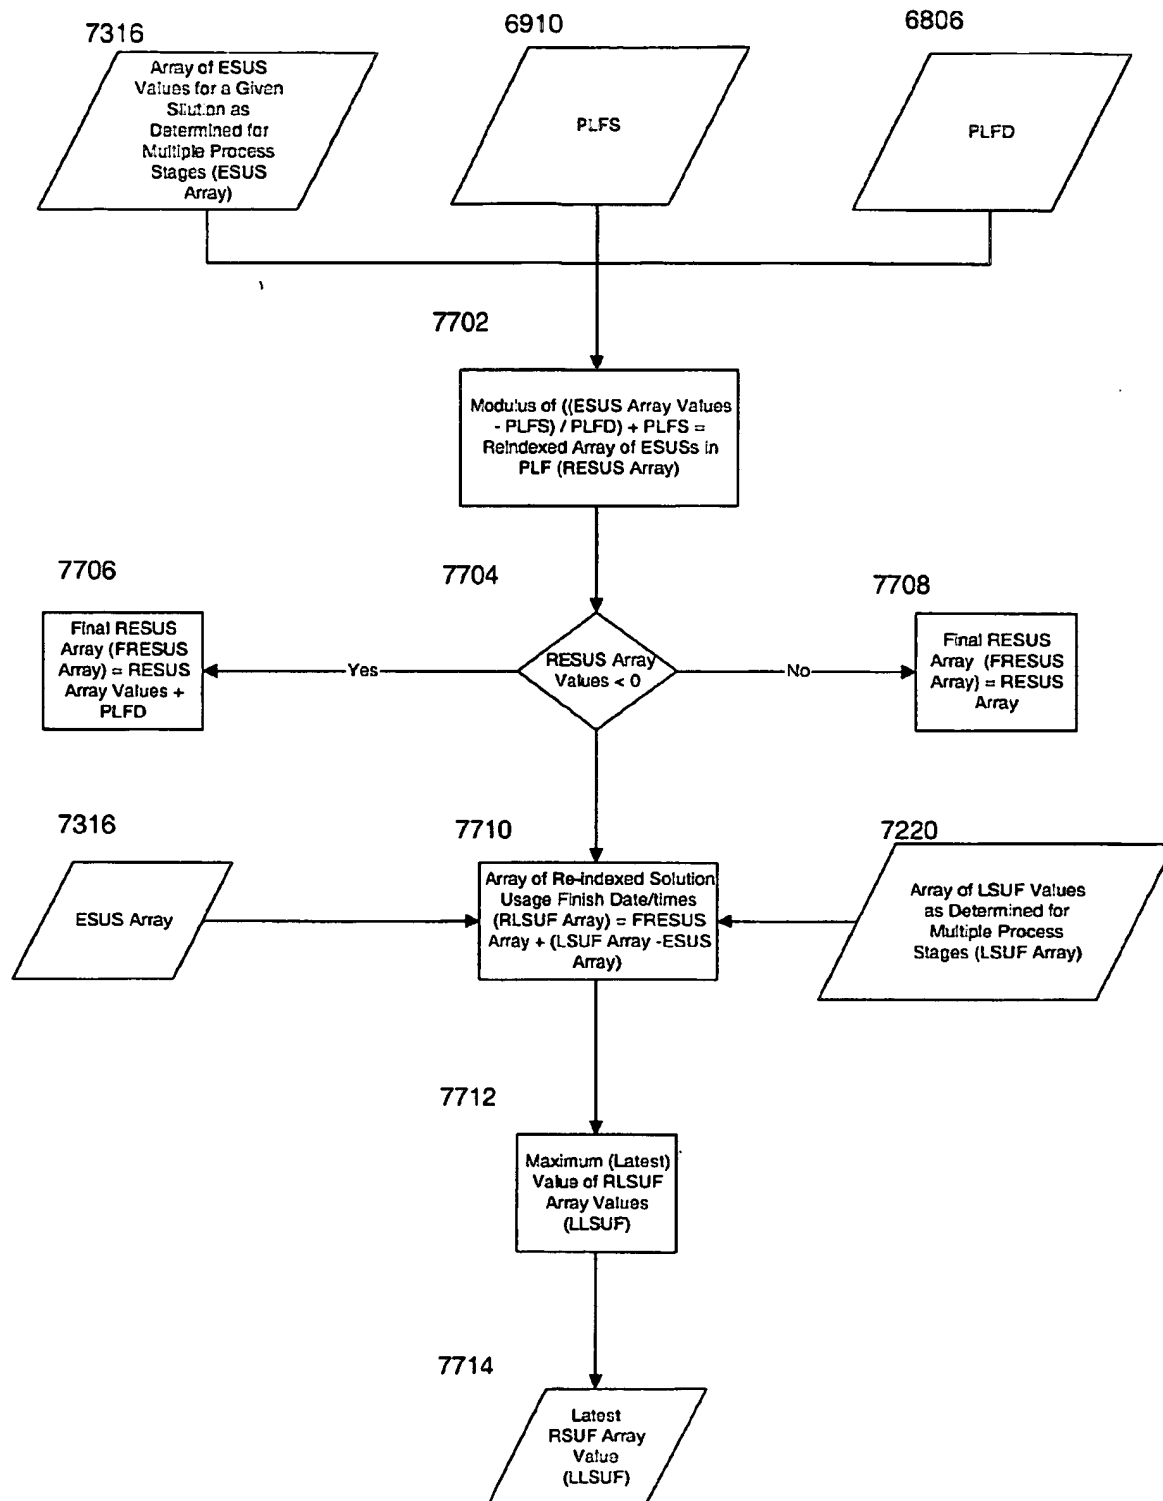 7316
6910
6806
Array of ESUS
Values for a Given
Silution as
Determined for
Multiple Process
Stages (ESUS
Array)
PLFS
PLFD
7702
Modulus of ((ESUS Array Values
- PLFS) / PLFD) + PLFS =
Reindexed Array of ESUSs in
PLF (RESUS Array)
7706
7704
7708
Final RESUS
Array (FRESUS
Array) = RESUS
Array Values +
PLFD
Yes
RESUS Array
Values < 0
No
Final RESUS
Array (FRESUS
Array) = RESUS
Array
7316
7710
7220
ESUS Array
Array of Re-indexed Solution
Usage Finish Date/times
(RLSUF Array) = FRESUS
Array + (LSUF Array -ESUS
Array)
Array of LSUF Values
as Determined for
Multiple Process
Stages (LSUF Array)
7712
Maximum (Latest)
Value of RLSUF
Array Values
(LLSUF)
7714
Latest
RSUF Array
Value
(LLSUF)